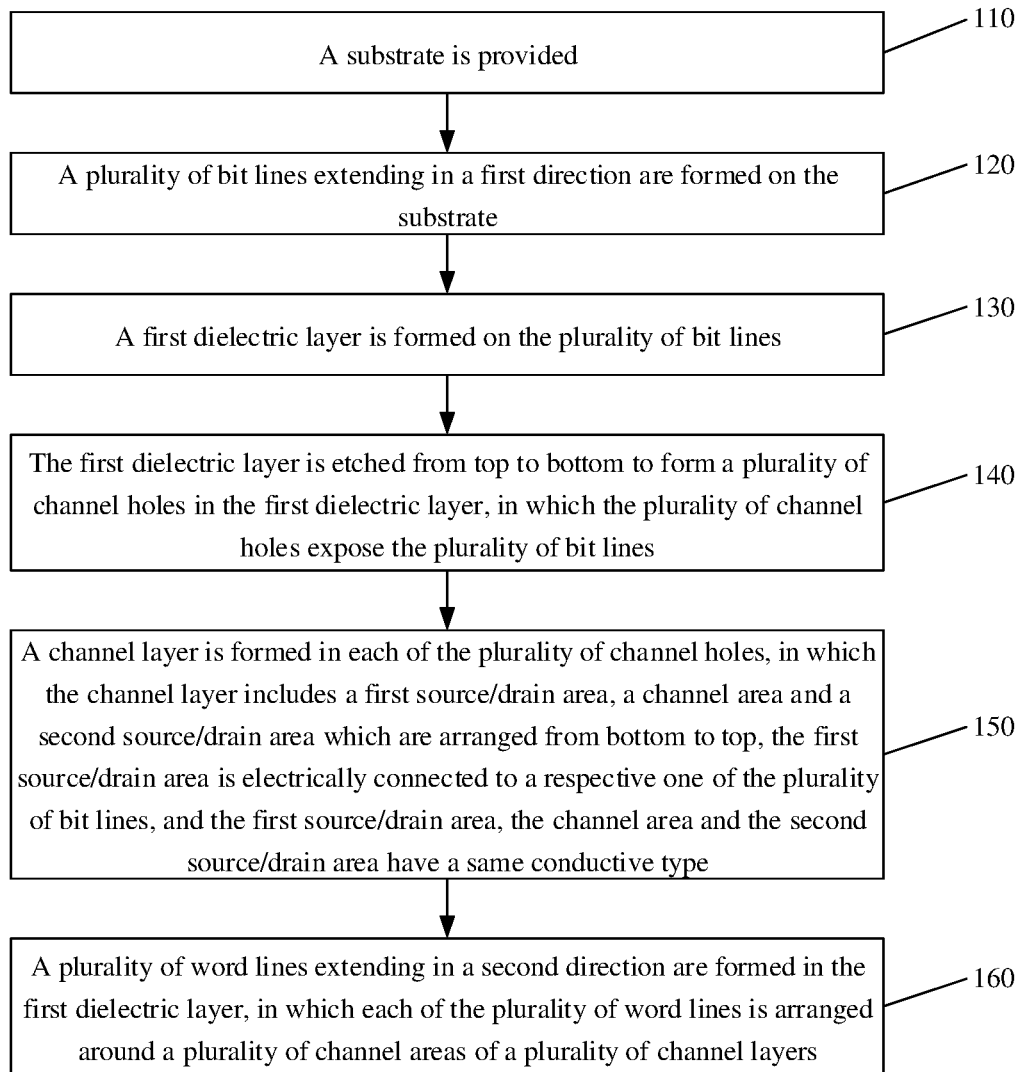 110
A substrate is provided
120
A plurality of bit lines extending in a first direction are formed on the
substrate
130
A first dielectric layer is formed on the plurality of bit lines
140
The first dielectric layer is etched from top to bottom to form a plurality of
channel holes in the first dielectric layer, in which the plurality of channel
holes expose the plurality of bit lines
150
A channel layer is formed in each of the plurality of channel holes, in which
the channel layer includes a first source/drain area, a channel area and a
second source/drain area which are arranged from bottom to top, the first
source/drain area is electrically connected to a respective one of the plurality
of bit lines, and the first source/drain area, the channel area and the second
source/drain area have a same conductive type
160
A plurality of word lines extending in a second direction are formed in the
first dielectric layer, in which each of the plurality of word lines is arranged
around a plurality of channel areas of a plurality of channel layers